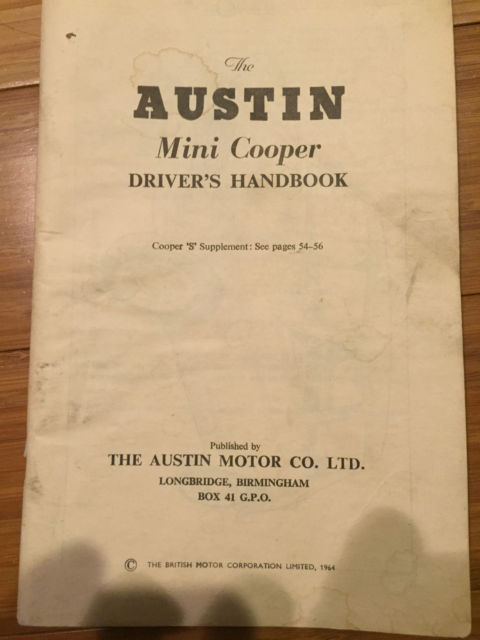 The
AUSTIN
Mini Cooper
DRIVER'S HANDBOOK
Cooper 'S' Supplement: See pages 54–56
Published by
THE AUSTIN MOTOR CO. LTD.
LONGBRIDGE, BIRMINGHAM
BOX 41 G.P.O.
© THE BRITISH MOTOR CORPORATION LIMITED, 1964